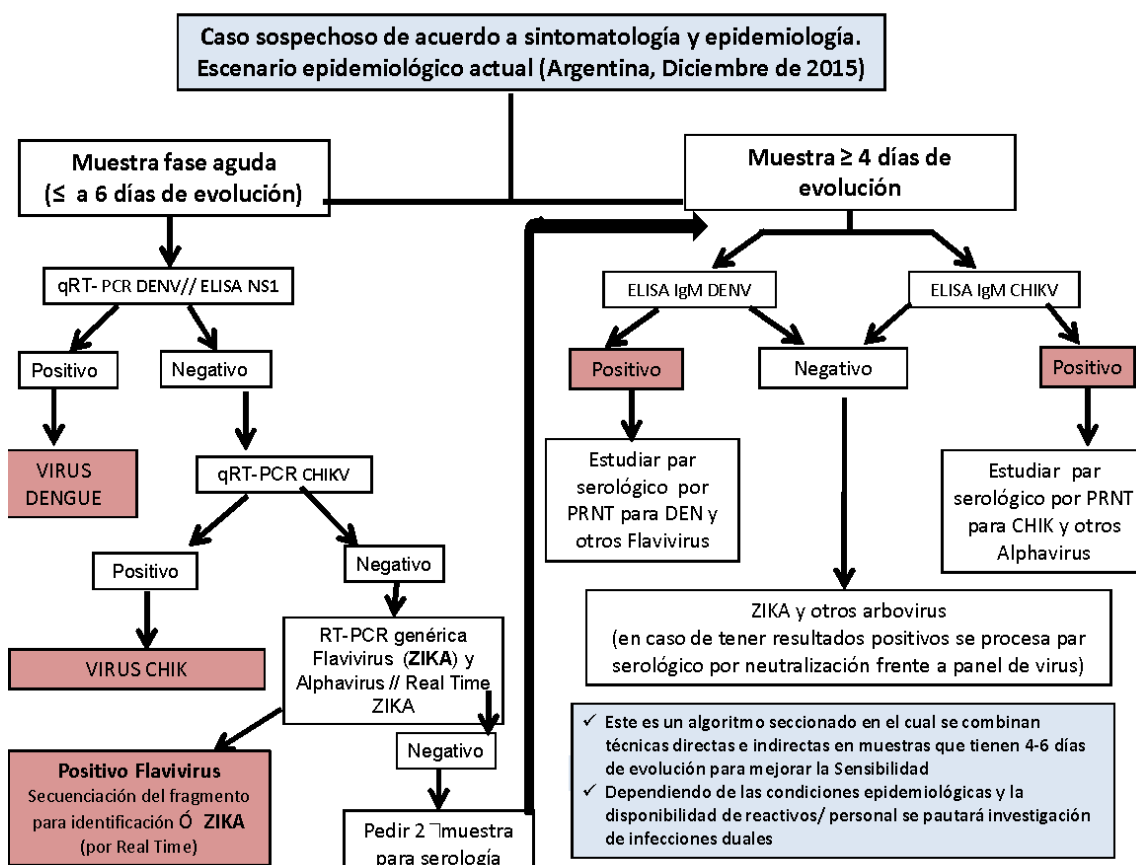 Caso sospechoso de acuerdo a sintomatología y epidemiología.
Escenario epidemiológico actual (Argentina, Diciembre de 2015)
Muestra fase aguda
(≤ a 6 días de evolución)
qRT- PCR DENV// ELISA NS1
Positivo
Negativo
VIRUS
DENGUE
qRT-PCR CHIKV
Positivo
Negativo
VIRUS CHIK
RT-PCR genérica
Flavivirus (ZIKA) y
Alphavirus // Real Time
ZIKA
Positivo Flavivirus
Secuenciación del fragmento
para identificación Ó ZIKA
(por Real Time)
Negativo
Pedir 2 muestra
para serología
Muestra ≥ 4 días de
evolución
ELISA IgM DENV
ELISA IgM CHIKV
Positivo
Negativo
Positivo
Estudiar par
serológico por
PRNT para DEN y
otros Flavivirus
Estudiar par
serológico por PRNT
para CHIK y otros
Alphavirus
ZIKA y otros arbovirus
(en caso de tener resultados positivos se procesa par
serológico por neutralización frente a panel de virus)
✓ Este es un algoritmo seccionado en el cual se combinan
técnicas directas e indirectas en muestras que tienen 4-6 días
de evolución para mejorar la Sensibilidad
✓ Dependiendo de las condiciones epidemiológicas y la
disponibilidad de reactivos/ personal se pautará investigación
de infecciones duales